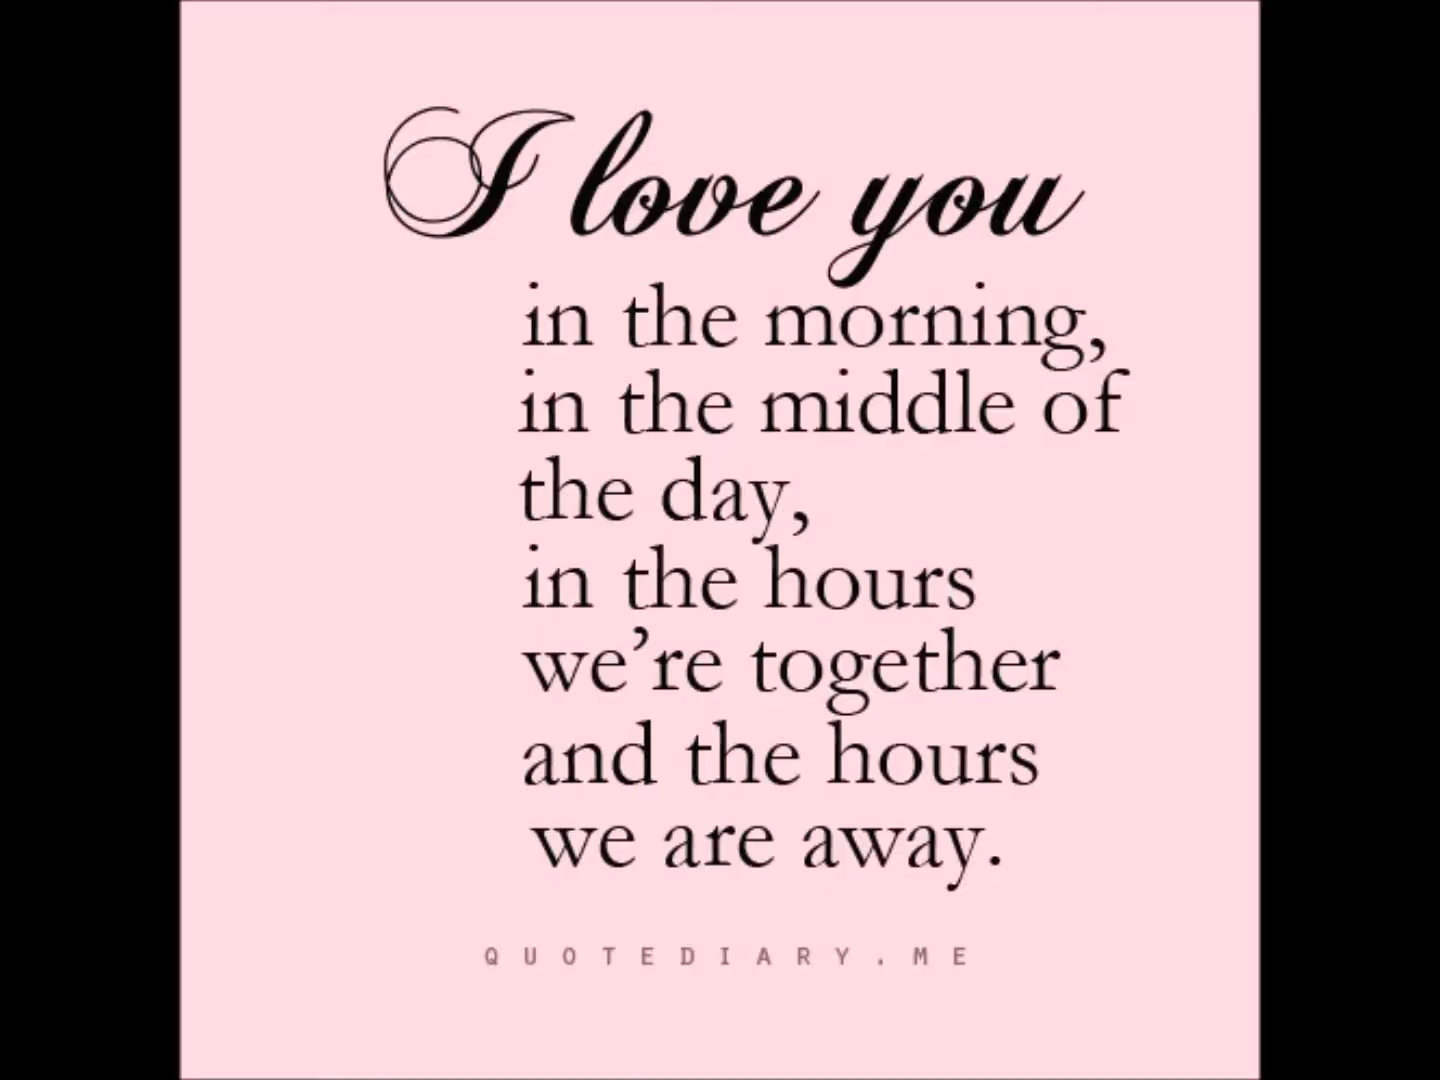 I love you
in the morning,
in the middle of
the day,
in the hours
we’re together
and the hours
we are away.
QUOTEDIARY.ME